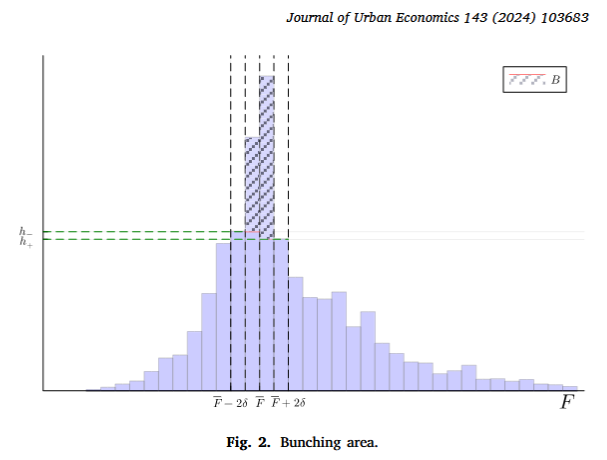 Journal of Urban Economics 143 (2024) 103683
B
h₋
h₊
F̅ − 2δ F̅ F̅ + 2δ
F
Fig. 2. Bunching area.